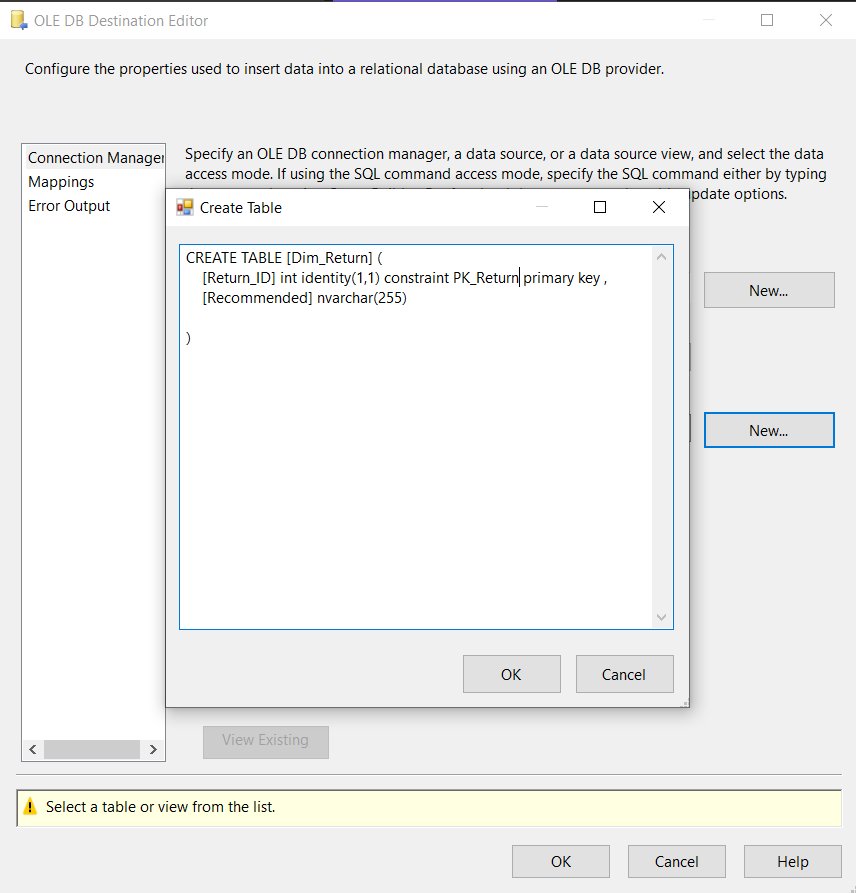 OLE DB Destination Editor
Configure the properties used to insert data into a relational database using an OLE DB provider.
Connection Manager
Mappings
Error Output
Specify an OLE DB connection manager, a data source, or a data source view, and select the data
access mode. If using the SQL command access mode, specify the SQL command either by typing
update options.
Create Table
CREATE TABLE [Dim_Return] (
[Return_ID] int identity(1,1) constraint PK_Return primary key ,
[Recommended] nvarchar(255)
)
OK
Cancel
New...
New...
View Existing
Select a table or view from the list.
OK
Cancel
Help